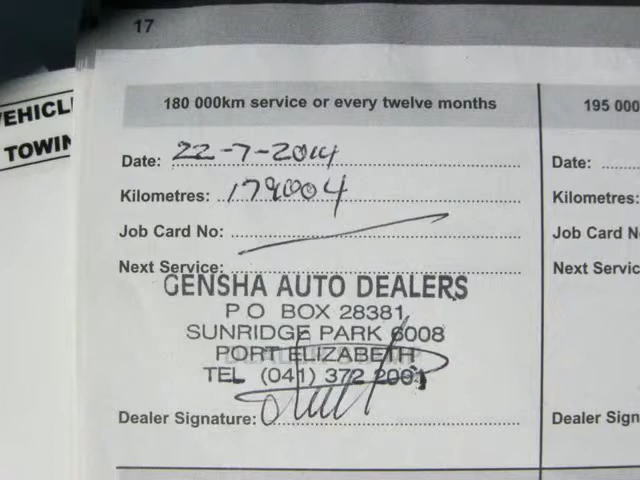 17
VEHICL
TOWIN
180 000km service or every twelve months
195 000
Date: 22-7-2014
Date:
Kilometres: 179004
Kilometres:
Job Card No:
Job Card N
Next Service:
Next Servic
GENSHA AUTO DEALERS
P O BOX 28381
SUNRIDGE PARK 6008
PORT ELIZABETH
TEL (041) 372 2001
Dealer Signature:
Dealer Sign